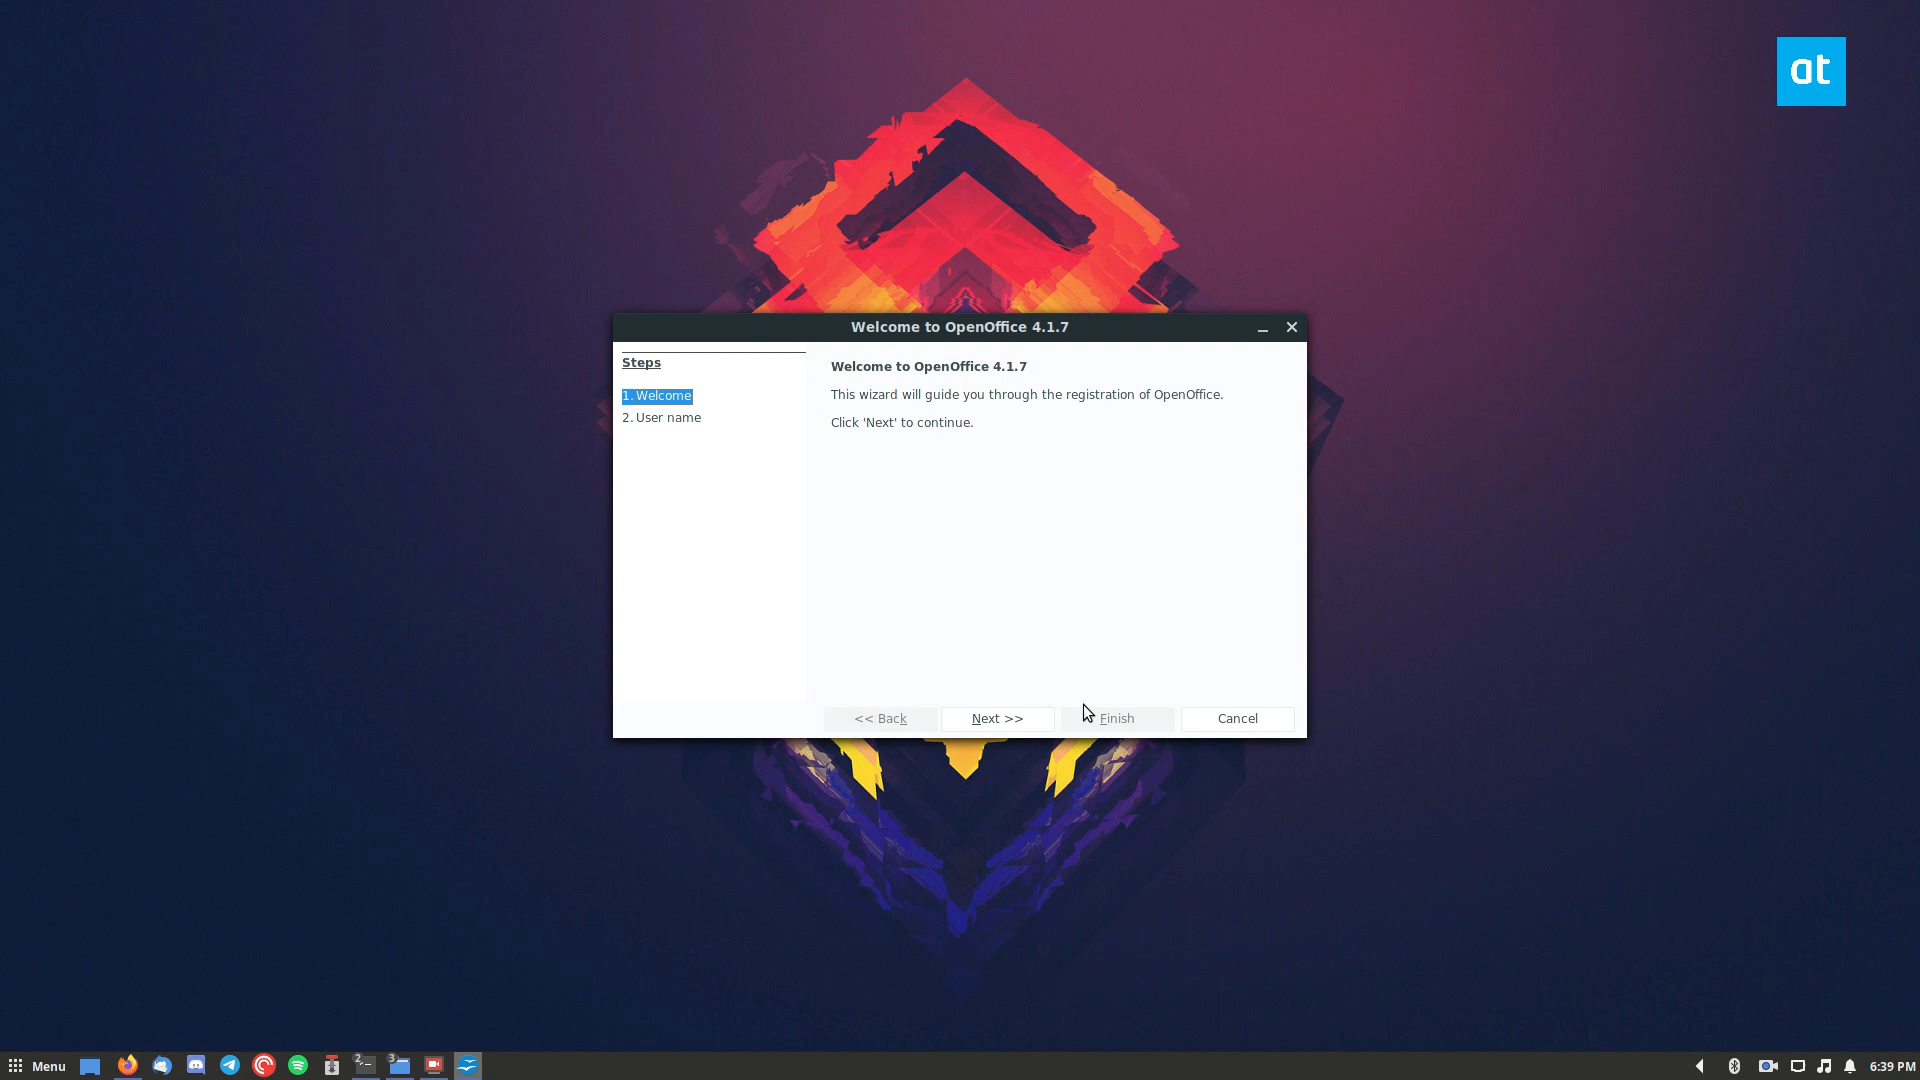 at
Welcome to OpenOffice 4.1.7
Steps
1. Welcome
2. User name
Welcome to OpenOffice 4.1.7
This wizard will guide you through the registration of OpenOffice.
Click 'Next' to continue.
<< Back
Next >>
Finish
Cancel
Menu
2
3
6:39 PM